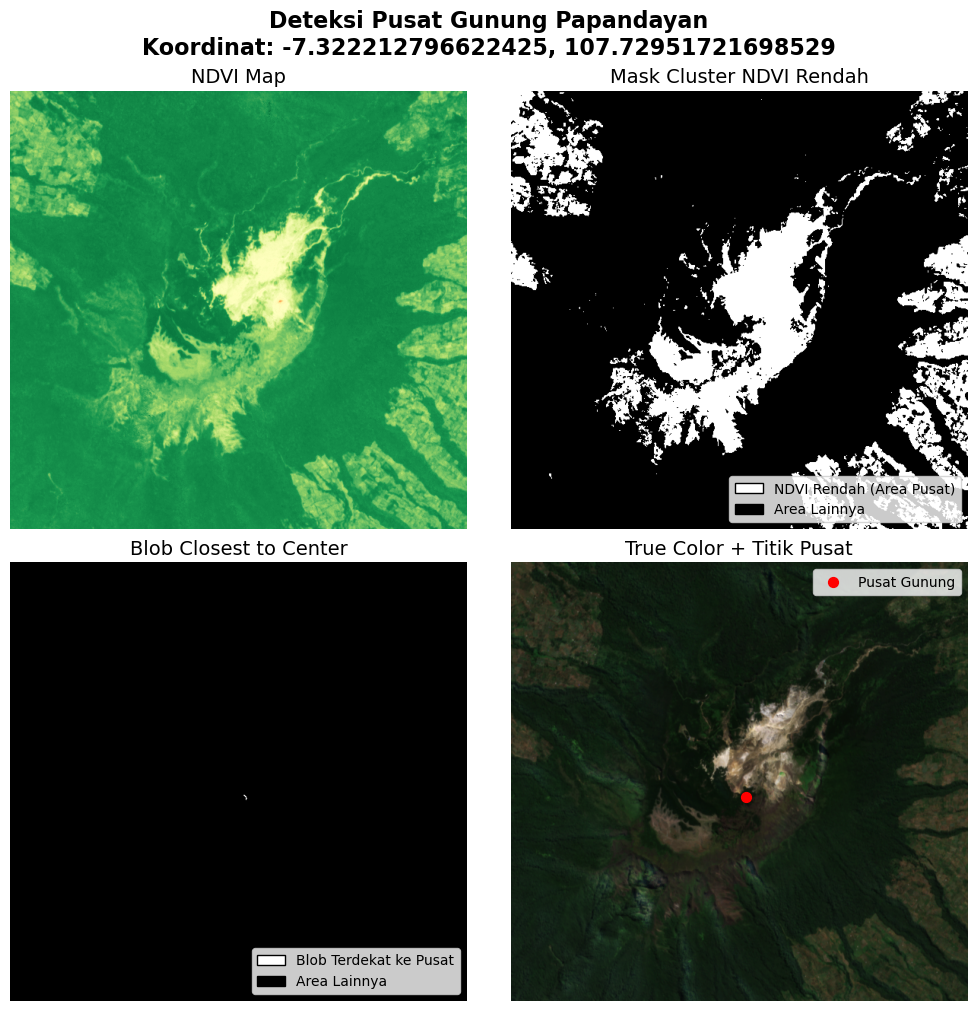 Deteksi Pusat Gunung Papandayan
Koordinat: -7.322212796622425, 107.72951721698529
NDVI Map
Mask Cluster NDVI Rendah
NDVI Rendah (Area Pusat)
Area Lainnya
Blob Closest to Center
True Color + Titik Pusat
Blob Terdekat ke Pusat
Area Lainnya
Pusat Gunung